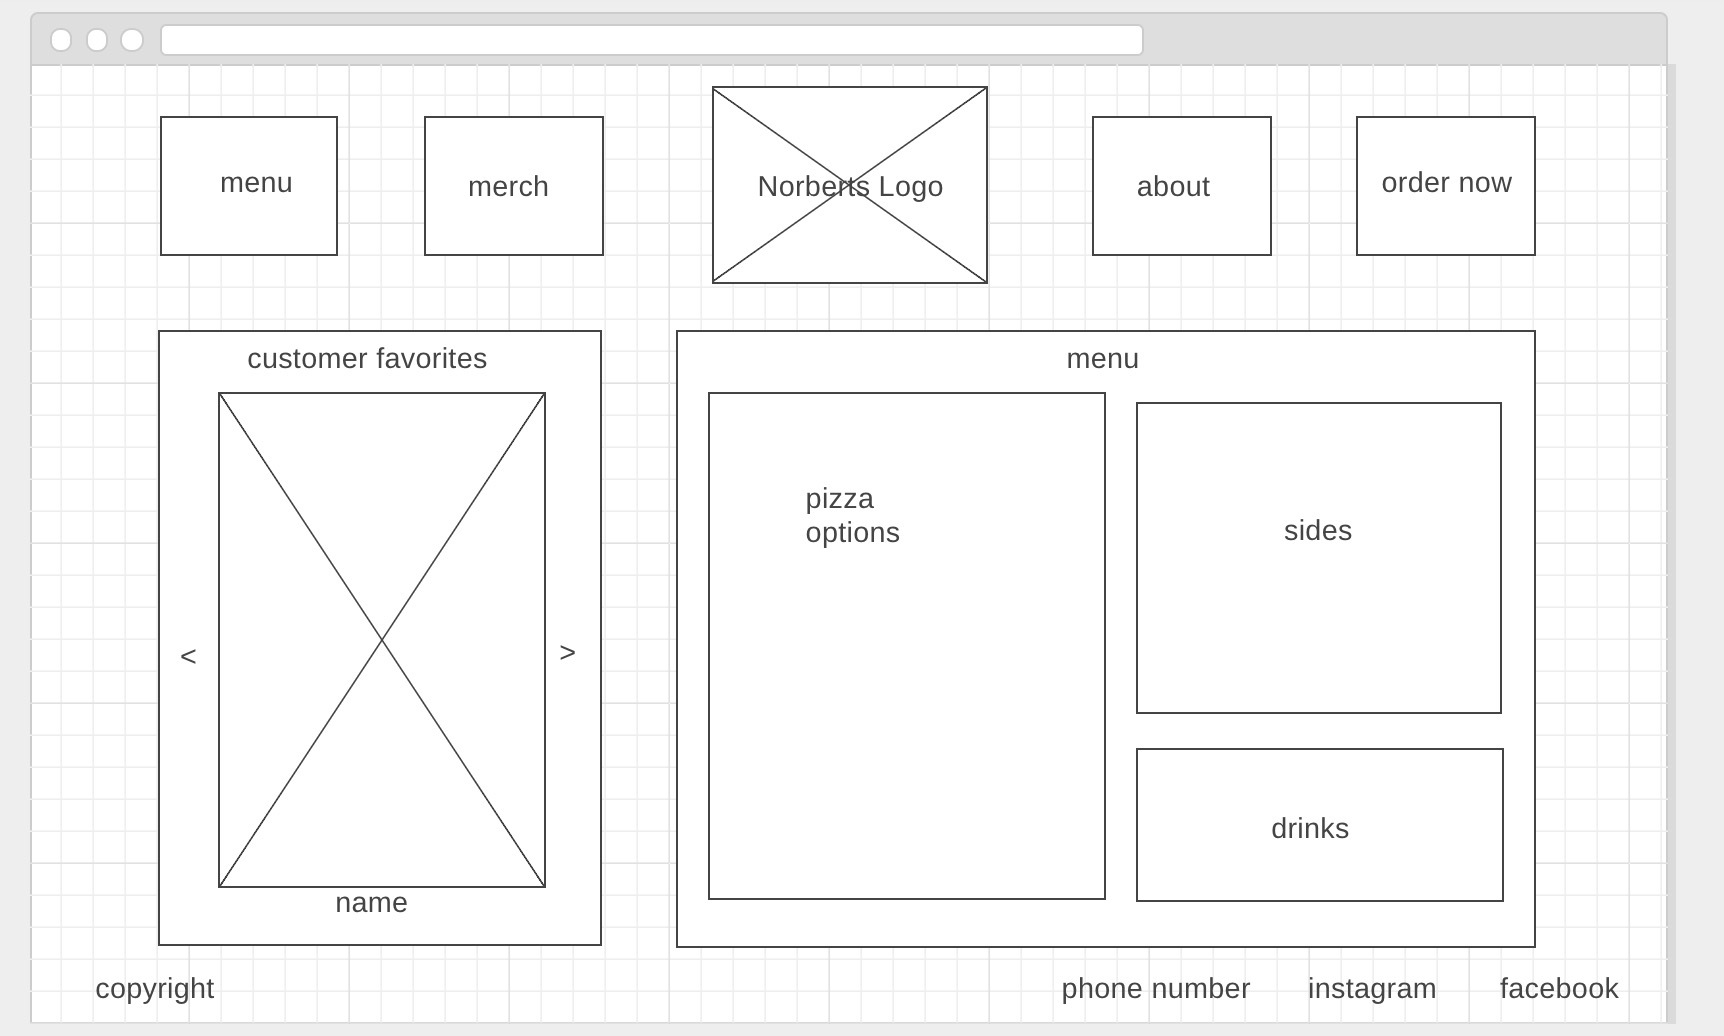 menu
merch
Norberts Logo
about
order now
customer favorites
<
>
name
menu
pizza
options
sides
drinks
copyright
phone number
instagram
facebook